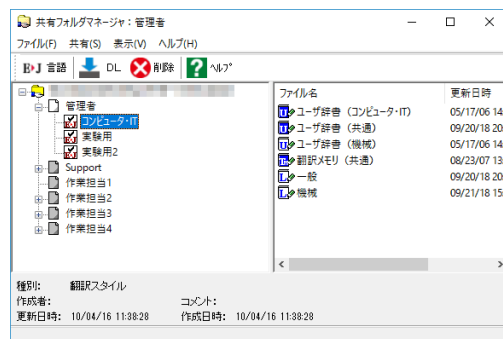 共有フォルダマネージャ：管理者
ファイル(F) 共有(S) 表示(V) ヘルプ(H)
E▸J 言語 DL 削除 ? ﾍﾙﾌﾟ
管理者
コンピュータ・IT
実験用
実験用2
Support
作業担当1
作業担当2
作業担当3
作業担当4
ファイル名 更新日時
ユーザ辞書（コンピュータ・IT） 05/17/06 14
ユーザ辞書（共通） 09/20/18 20
ユーザ辞書（機械） 05/17/06 14
翻訳メモリ（共通） 08/23/07 13
一般 09/20/18 20
機械 09/21/18 15
種別: 翻訳スタイル
作成者: コメント:
更新日時: 10/04/16 11:38:28 作成日時: 10/04/16 11:38:28